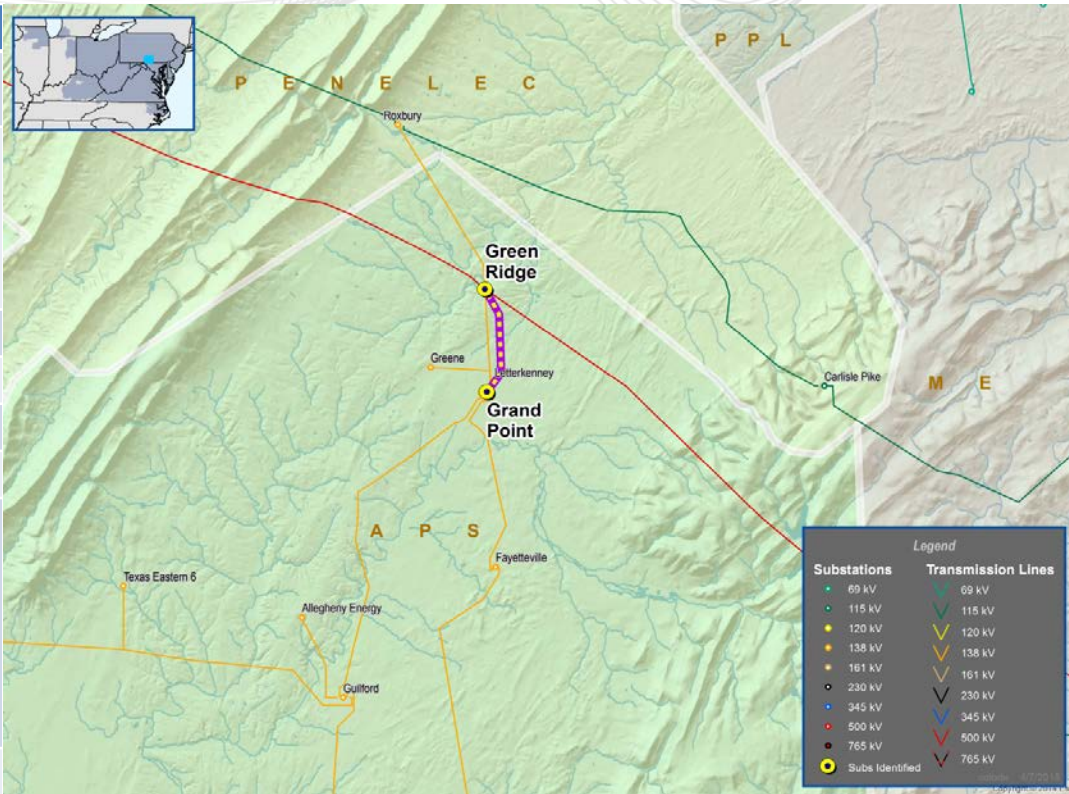 P P L
P E N E L E C
Roxbury
Green
Ridge
Greene
Letterkenney
Carlisle Pike
M E
Grand
Point
A P S
Fayetteville
Texas Eastern 6
Allegheny Energy
Guilford
Legend
Substations
69 kV
115 kV
120 kV
138 kV
161 kV
230 kV
345 kV
500 kV
765 kV
Subs Identified
Transmission Lines
69 kV
115 kV
120 kV
138 kV
161 kV
230 kV
345 kV
500 kV
765 kV
4/7/2014